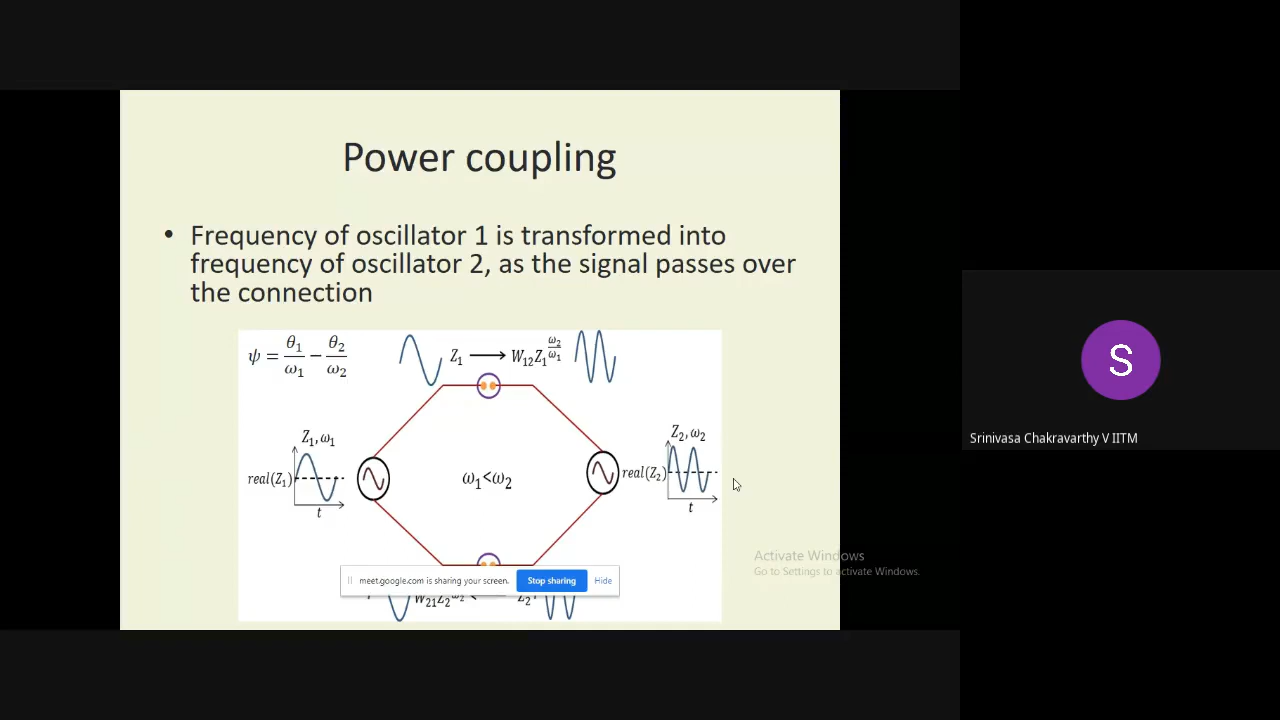 Power coupling
• Frequency of oscillator 1 is transformed into
frequency of oscillator 2, as the signal passes over
the connection
ψ = θ₁/ω₁ − θ₂/ω₂
Z₁ ⟶ W₁₂Z₁^(ω₂/ω₁)
Z₁, ω₁
real(Z₁)
t
ω₁<ω₂
Z₂, ω₂
real(Z₂)
t
Activate Windows
Go to Settings to activate Windows.
meet.google.com is sharing your screen.
Stop sharing
Hide
S
Srinivasa Chakravarthy V IITM